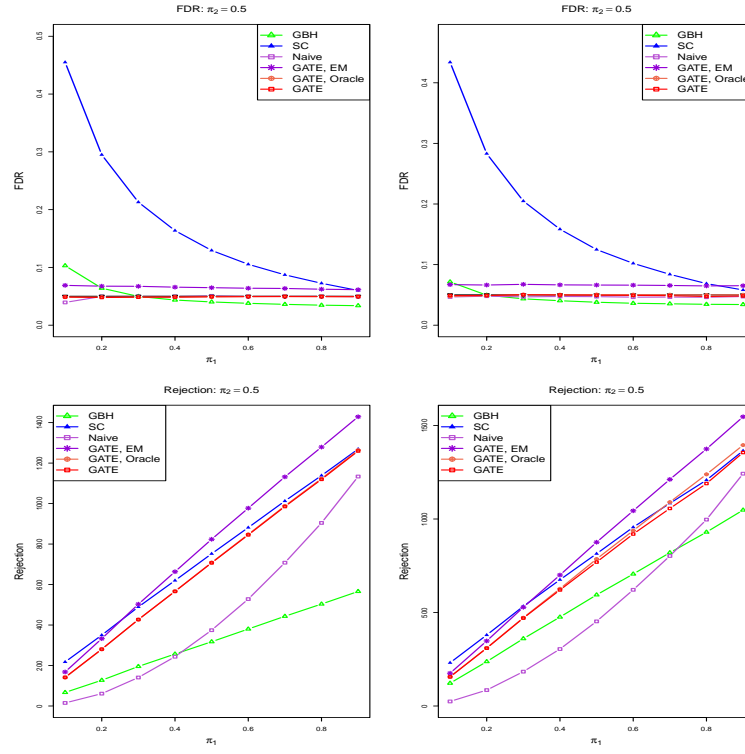 FDR: π₂ = 0.5
GBH
SC
Naive
GATE, EM
GATE, Oracle
GATE
FDR
0.0
0.1
0.2
0.3
0.4
0.5
0.2
0.4
0.6
0.8
π₁
FDR: π₂ = 0.5
GBH
SC
Naive
GATE, EM
GATE, Oracle
GATE
FDR
0.0
0.1
0.2
0.3
0.4
0.2
0.4
0.6
0.8
π₁
Rejection: π₂ = 0.5
GBH
SC
Naive
GATE, EM
GATE, Oracle
GATE
Rejection
0
200
400
600
800
1000
1200
1400
0.2
0.4
0.6
0.8
π₁
Rejection: π₂ = 0.5
GBH
SC
Naive
GATE, EM
GATE, Oracle
GATE
Rejection
0
500
1000
1500
0.2
0.4
0.6
0.8
π₁